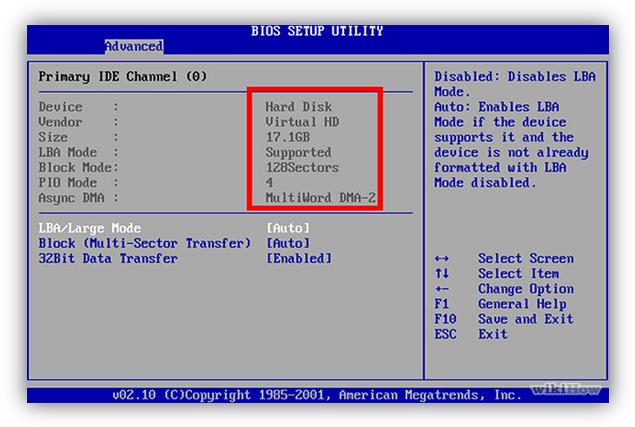 BIOS SETUP UTILITY
Advanced
Primary IDE Channel (0)
Device :        Hard Disk
Vendor :        Virtual HD
Size :          17.1GB
LBA Mode :      Supported
Block Mode:     128Sectors
PIO Mode :      4
Async DMA :     MultiWord DMA-2
LBA/Large Mode  [Auto]
Block (Multi-Sector Transfer) [Auto]
32Bit Data Transfer [Enabled]
Disabled: Disables LBA
Mode.
Auto: Enables LBA
Mode if the device
supports it and the
device is not already
formatted with LBA
Mode disabled.
↔ Select Screen
↑↓ Select Item
+- Change Option
F1 General Help
F10 Save and Exit
ESC Exit
v02.10 (C)Copyright 1985-2001, American Megatrends, Inc.
wikiHow